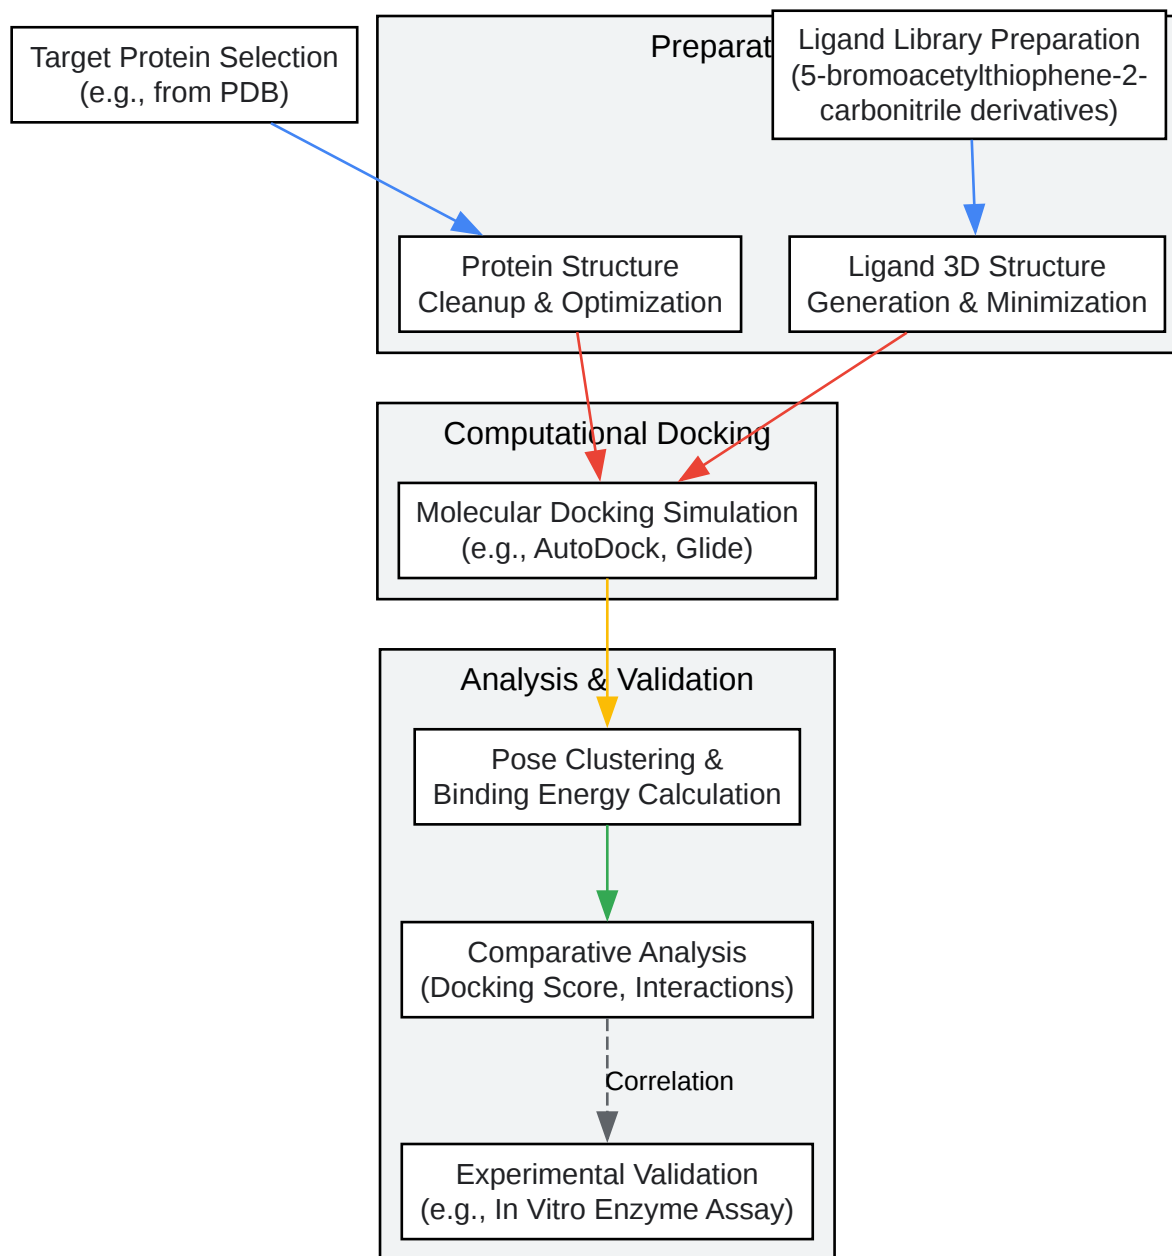 Target Protein Selection
(e.g., from PDB)
Preparat
Ligand Library Preparation
(5-bromoacetylthiophene-2-
carbonitrile derivatives)
Protein Structure
Cleanup & Optimization
Ligand 3D Structure
Generation & Minimization
Computational Docking
Molecular Docking Simulation
(e.g., AutoDock, Glide)
Analysis & Validation
Pose Clustering &
Binding Energy Calculation
Comparative Analysis
(Docking Score, Interactions)
Correlation
Experimental Validation
(e.g., In Vitro Enzyme Assay)